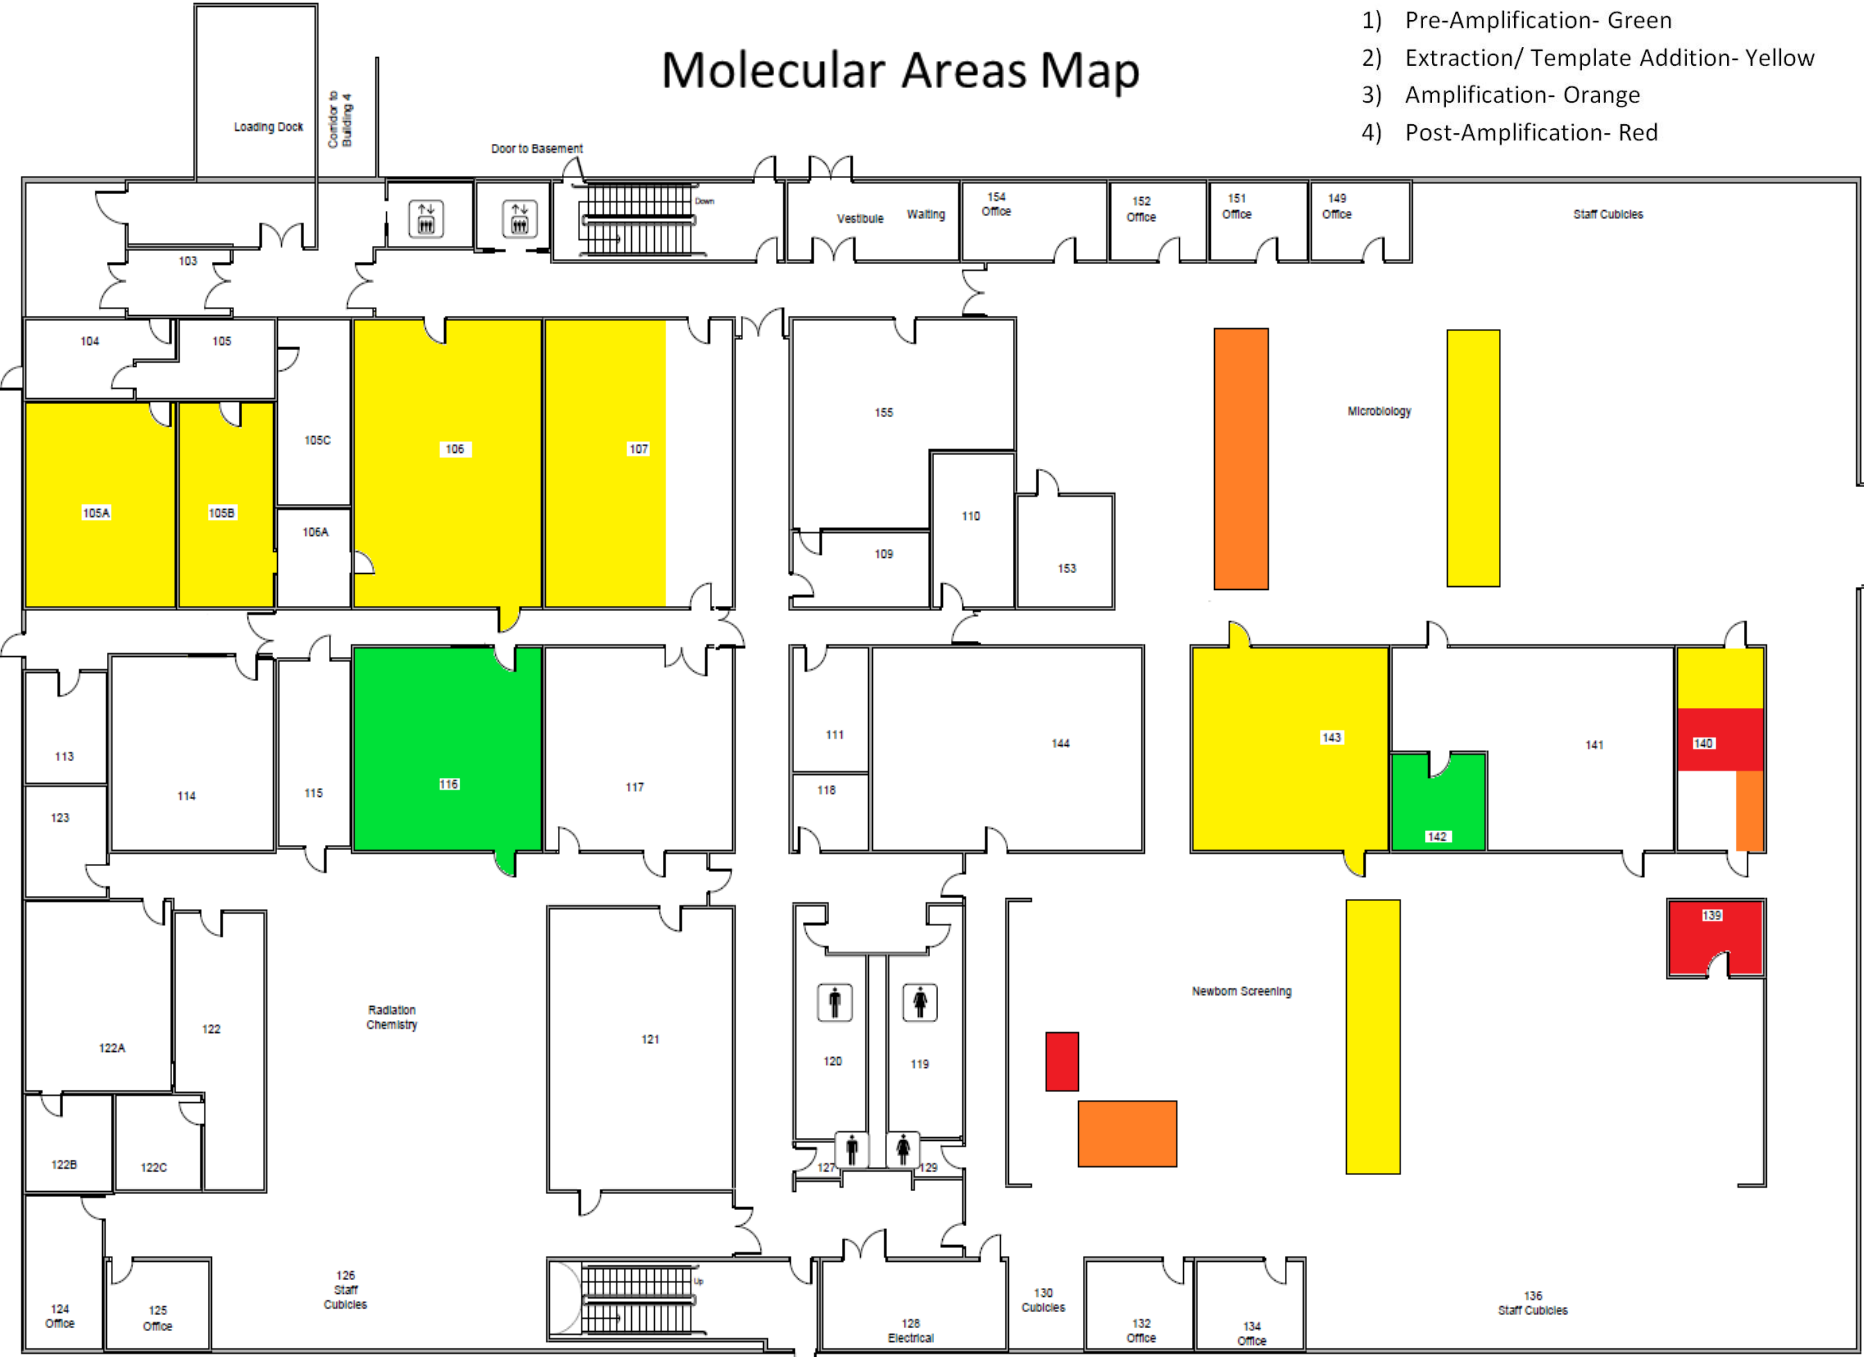 1) Pre-Amplification- Green
2) Extraction/ Template Addition- Yellow
3) Amplification- Orange
4) Post-Amplification- Red
Molecular Areas Map
Loading Dock
Corridor to
Building 4
Door to Basement
Down
Vestibule
Waiting
154
Office
152
Office
151
Office
149
Office
Staff Cubicles
103
104
105
105C
106
107
155
Microbiology
105A
105B
106A
110
109
153
113
114
115
116
117
111
118
144
143
142
141
140
123
139
122A
122
Radiation
Chemistry
121
120
119
Newborn Screening
122B
122C
127
129
124
Office
125
Office
126
Staff
Cubicles
Up
128
Electrical
130
Cubicles
132
Office
134
Office
136
Staff Cubicles